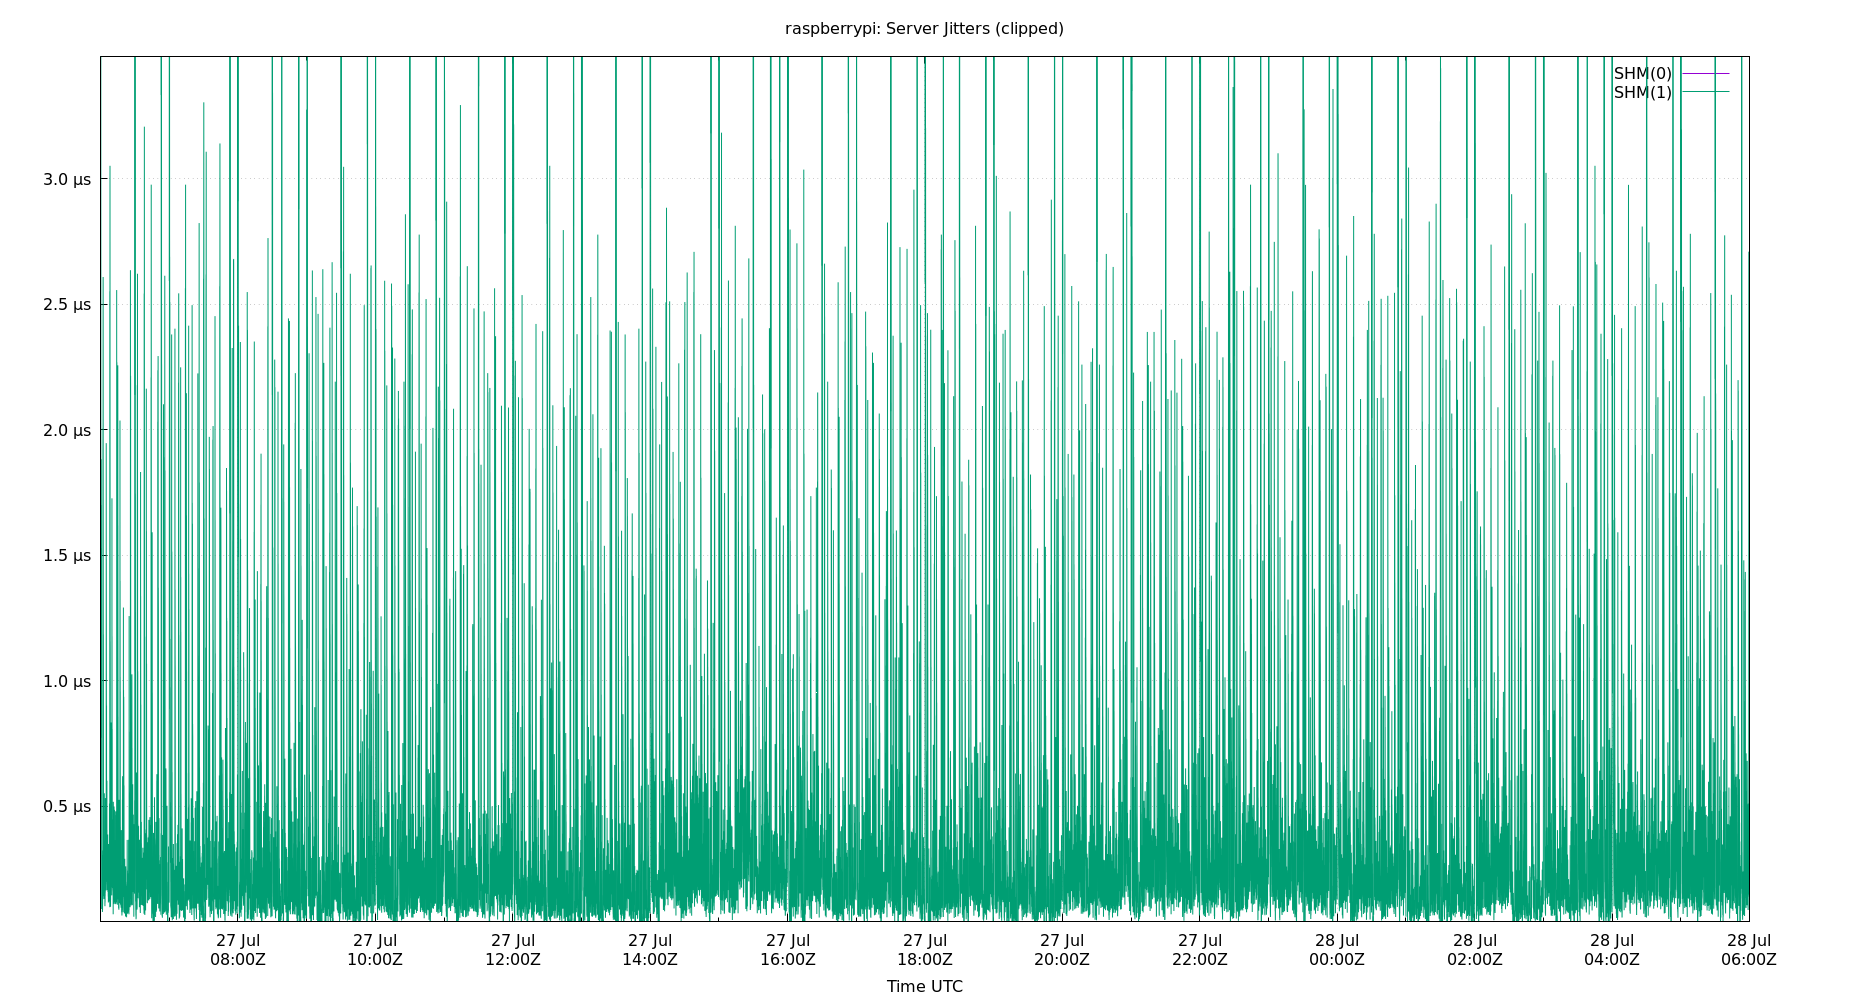 raspberrypi: Server Jitters (clipped)
SHM(0)
SHM(1)
3.0 µs
2.5 µs
2.0 µs
1.5 µs
1.0 µs
0.5 µs
27 Jul 27 Jul 27 Jul 27 Jul 27 Jul 27 Jul 27 Jul 27 Jul 28 Jul 28 Jul 28 Jul 28 Jul
08:00Z 10:00Z 12:00Z 14:00Z 16:00Z 18:00Z 20:00Z 22:00Z 00:00Z 02:00Z 04:00Z 06:00Z
Time UTC